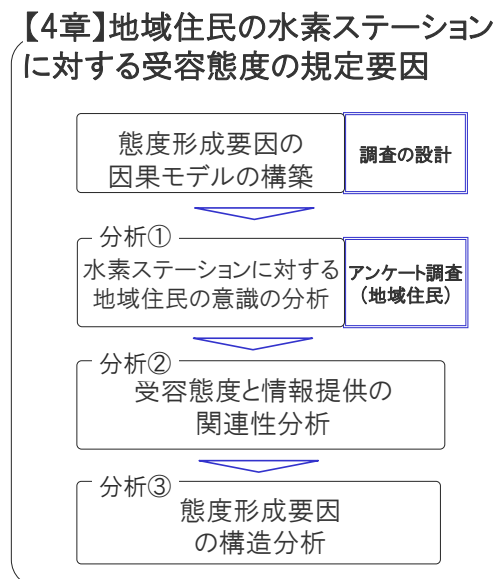 【4章】地域住民の水素ステーション
に対する受容態度の規定要因
態度形成要因の
因果モデルの構築
調査の設計
分析①
水素ステーションに対する
地域住民の意識の分析
アンケート調査
(地域住民)
分析②
受容態度と情報提供の
関連性分析
分析③
態度形成要因
の構造分析